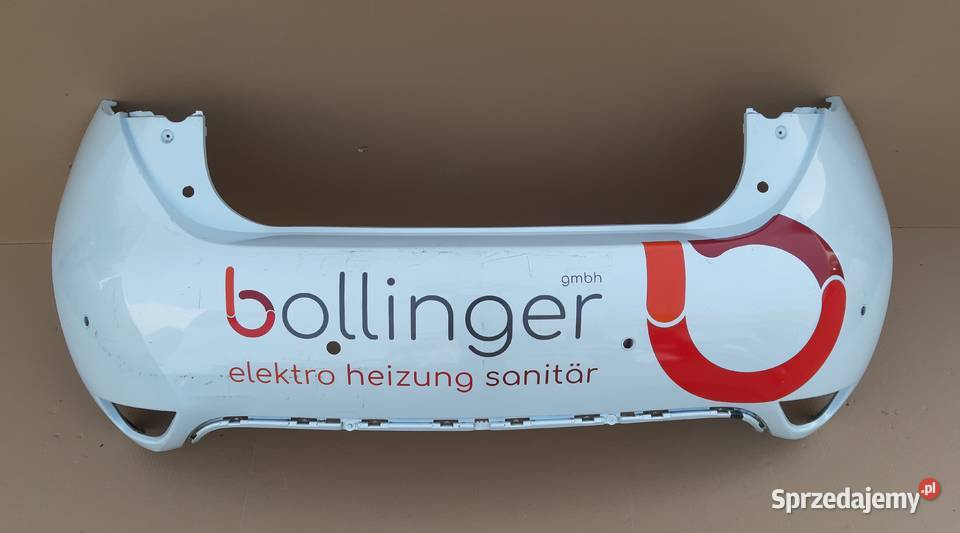 gmbh
bollinger
elektro heizung sanitär
b
Sprzedajemy.pl